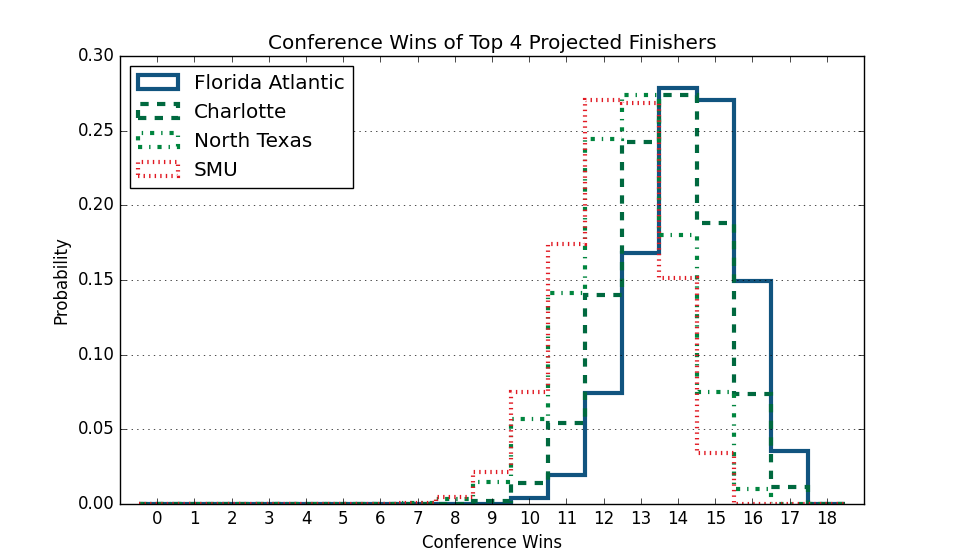 Conference Wins of Top 4 Projected Finishers
0.30
0.25
0.20
0.15
0.10
0.05
0.00
Probability
Florida Atlantic
Charlotte
North Texas
SMU
0 1 2 3 4 5 6 7 8 9 10 11 12 13 14 15 16 17 18
Conference Wins